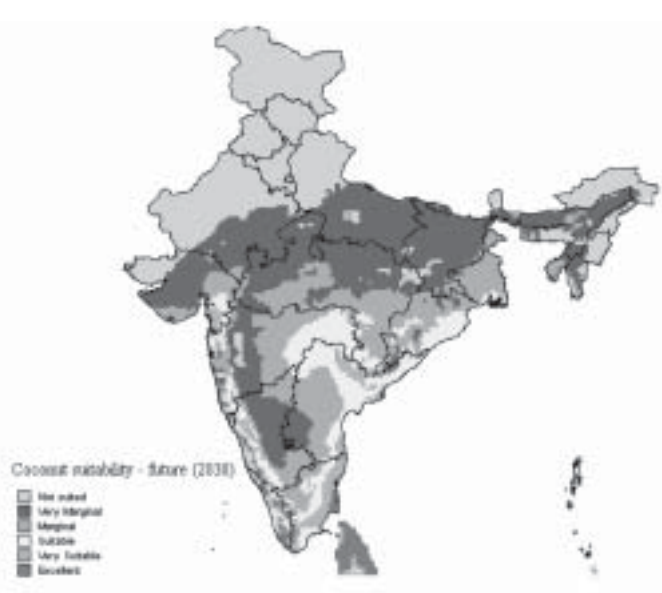 Coconut suitability - future (2030)
Not suited
Very Marginal
Marginal
Suitable
Very Suitable
Excellent